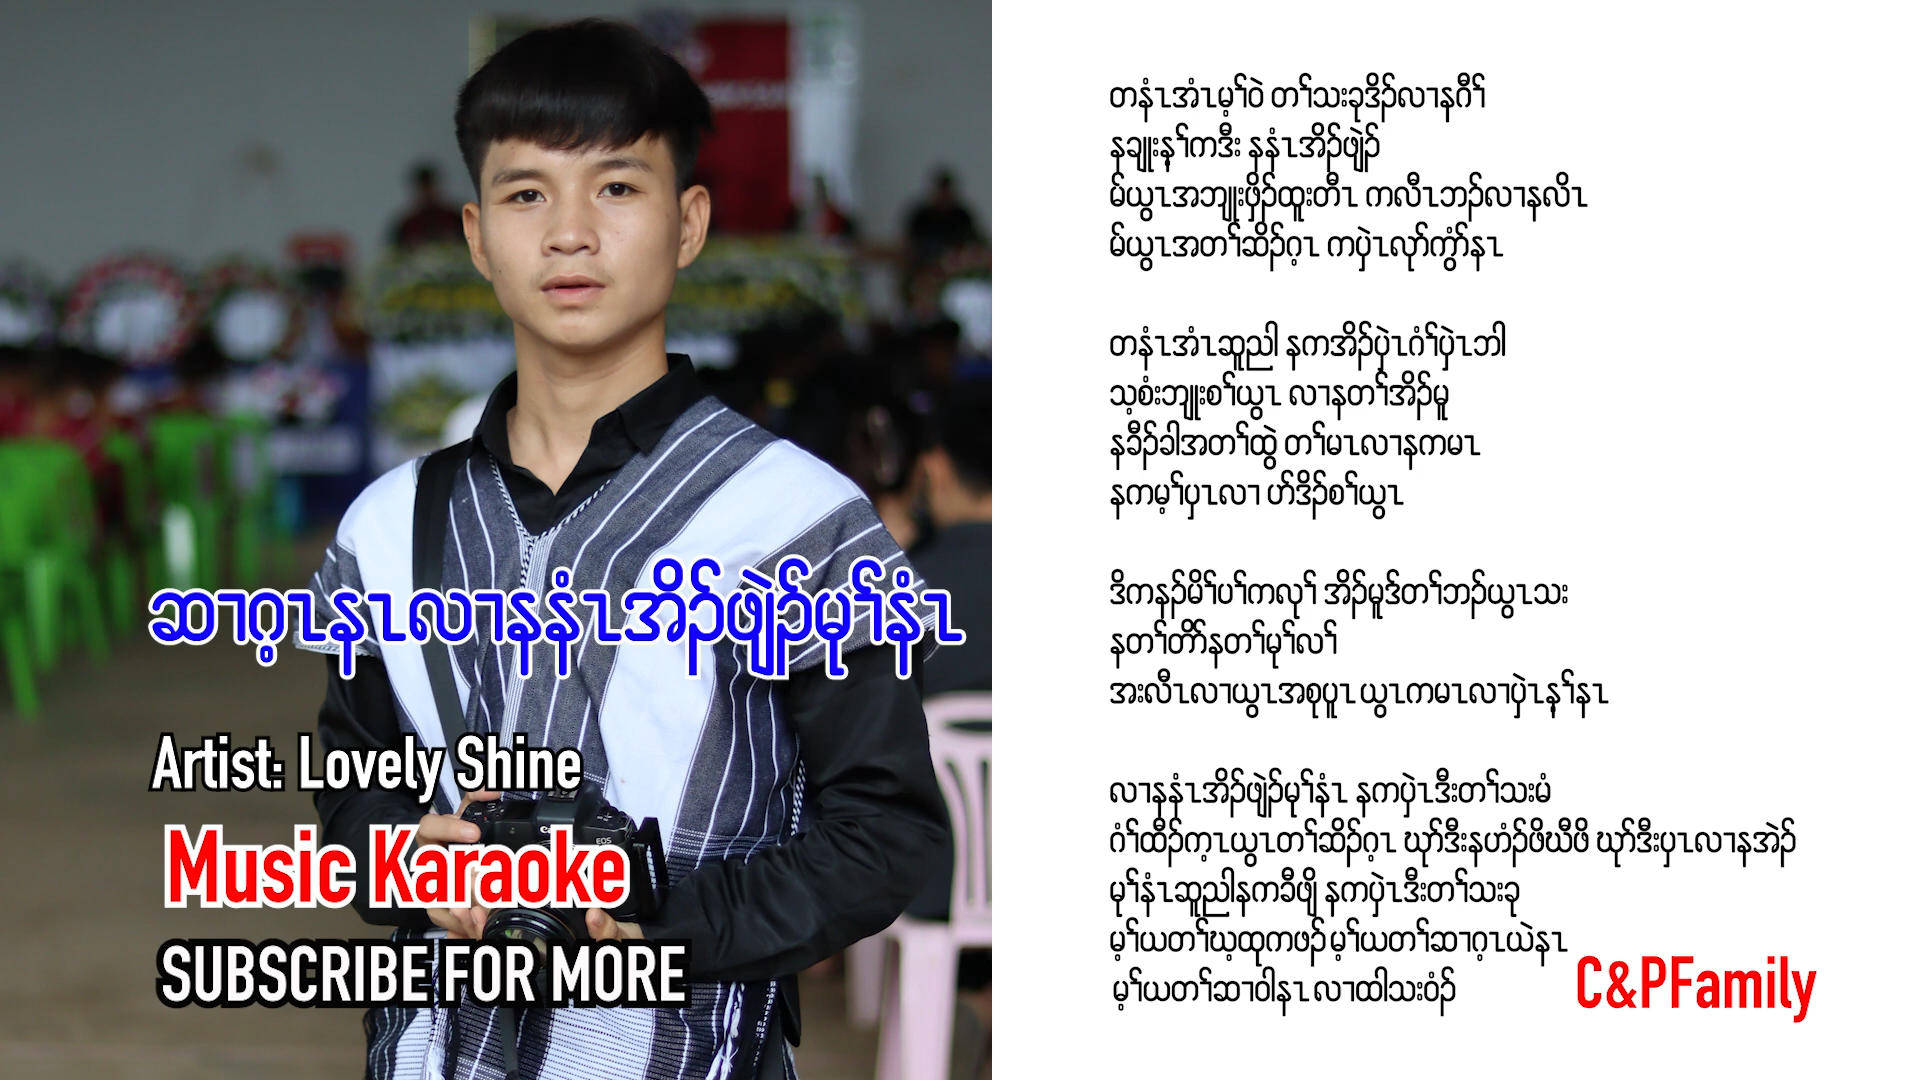 ဆၢဂ့ၤနၤလၢနနံၤအိၣ်ဖျဲၣ်မုၢ်နံၤ
Artist: Lovely Shine
Music Karaoke
SUBSCRIBE FOR MORE
တနံၤအံၤမ့ၢ်ဝဲ တၢ်သးခုဒိၣ်လၢနဂီၢ်
နချုးန့ၢ်ကဒီး နနံၤအိၣ်ဖျဲၣ်
မ်ယွၤအဘျုးဖှိၣ်ထူးတီၤ ကလီၤဘၣ်လၢနလိၤ
မ်ယွၤအတၢ်ဆိၣ်ဂ့ၤ ကပှဲၤလုာ်ကွံာ်နၤ
တနံၤအံၤဆူညါ နကအိၣ်ပှဲၤဂံၢ်ပှဲၤဘါ
သ့စံးဘျုးစၢ်ယွၤ လၢနတၢ်အိၣ်မူ
နခီၣ်ခါအတၢ်ထွဲ တၢ်မၤလၢနကမၤ
နကမ့ၢ်ပှၤလၢ ဟ်ဒိၣ်စၢ်ယွၤ
ဒိကနၣ်မိၢ်ပၢ်ကလုၢ် အိၣ်မူဒ်တၢ်ဘၣ်ယွၤသး
နတၢ်တိာ်နတၢ်မုၢ်လၢ်
အးလီၤလၢယွၤအစုပူၤ ယွၤကမၤလၢပှဲၤန့ၢ်နၤ
လၢနနံၤအိၣ်ဖျဲၣ်မုၢ်နံၤ နကပှဲၤဒီးတၢ်သးမံ
ဂံၢ်ထီၣ်က့ၤယွၤတၢ်ဆိၣ်ဂ့ၤ ဃုာ်ဒီးနဟံၣ်ဖိဃီဖိ ဃုာ်ဒီးပှၤလၢနအဲၣ်
မုၢ်နံၤဆူညါနကခီဖျိ နကပှဲၤဒီးတၢ်သးခု
မ့ၢ်ယတၢ်ဃ့ထုကဖၣ် မ့ၢ်ယတၢ်ဆၢဂ့ၤယဲနၤ
မ့ၢ်ယတၢ်ဆၢဝါနၤ လၢထါသးဝံၣ်
C&PFamily